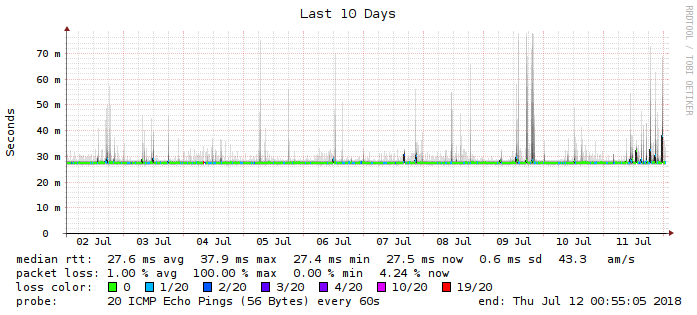 Last 10 Days
RRDTOOL / TOBI OETIKER
Seconds
70 m
60 m
50 m
40 m
30 m
20 m
10 m
0
02 Jul 03 Jul 04 Jul 05 Jul 06 Jul 07 Jul 08 Jul 09 Jul 10 Jul 11 Jul
median rtt: 27.6 ms avg 37.9 ms max 27.4 ms min 27.5 ms now 0.6 ms sd 43.3 am/s
packet loss: 1.00 % avg 100.00 % max 0.00 % min 4.24 % now
loss color: 0 1/20 2/20 3/20 4/20 10/20 19/20
probe: 20 ICMP Echo Pings (56 Bytes) every 60s end: Thu Jul 12 00:55:05 2018